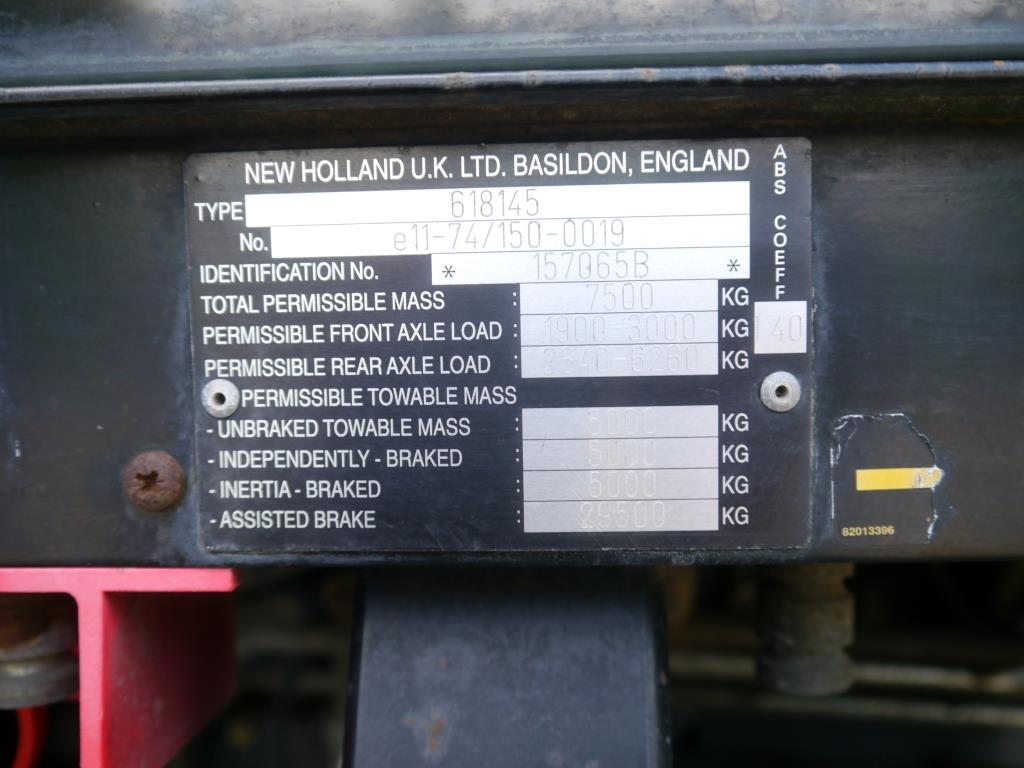 NEW HOLLAND U.K. LTD. BASILDON, ENGLAND
TYPE 618145
No. e11-74/150-0019
IDENTIFICATION No. * 157065B *
TOTAL PERMISSIBLE MASS : 7500 KG
PERMISSIBLE FRONT AXLE LOAD : 1900-3000 KG
PERMISSIBLE REAR AXLE LOAD : 2640-6260 KG
PERMISSIBLE TOWABLE MASS
- UNBRAKED TOWABLE MASS : 5000 KG
- INDEPENDENTLY - BRAKED : 5000 KG
- INERTIA - BRAKED : 5000 KG
- ASSISTED BRAKE : 29500 KG
ABS COEFF
140
82013396